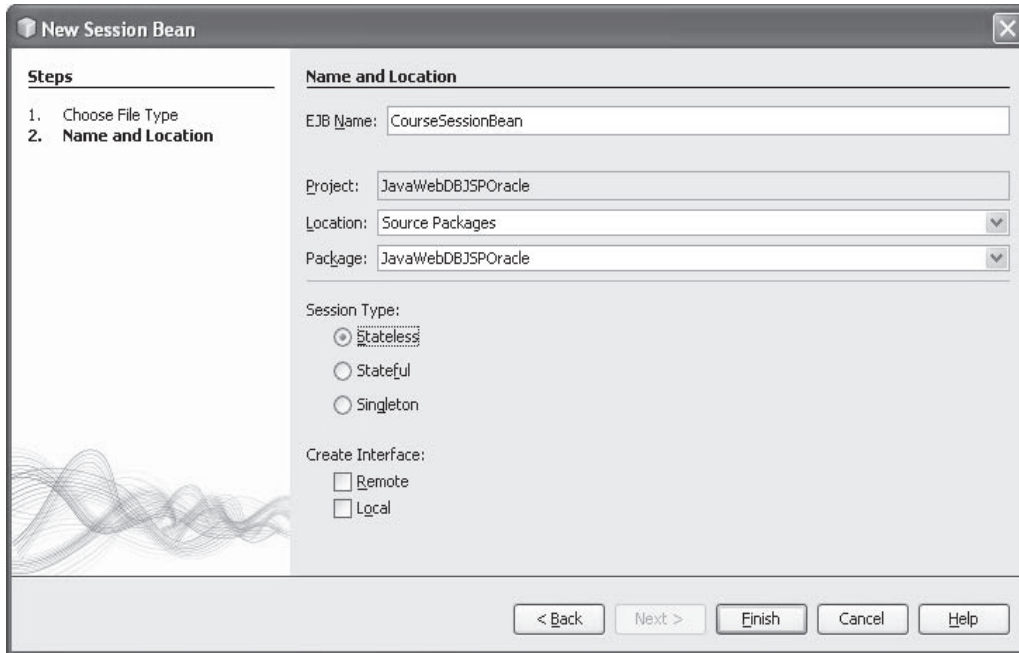 New Session Bean
Steps
1. Choose File Type
2. Name and Location
Name and Location
EJB Name: CourseSessionBean
Project: JavaWebDBJSPOracle
Location: Source Packages
Package: JavaWebDBJSPOracle
Session Type:
Stateless
Stateful
Singleton
Create Interface:
Remote
Local
< Back Next > Finish Cancel Help